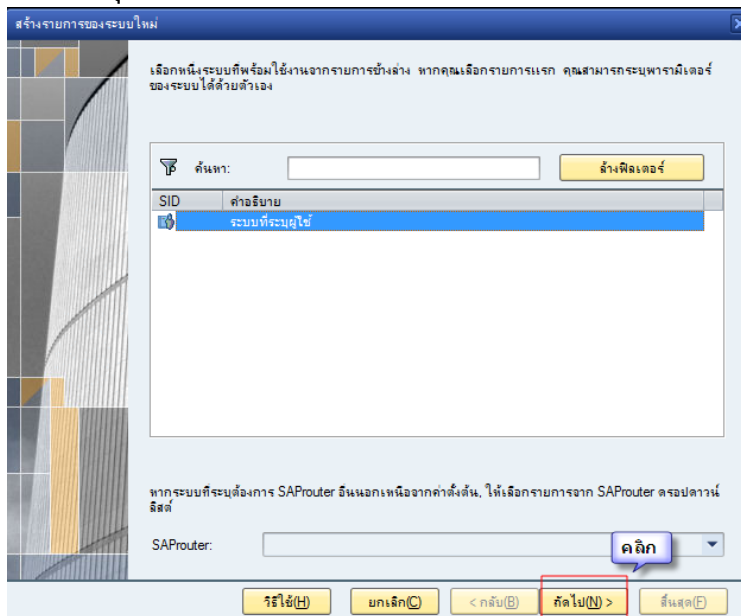 สร้างรายการของระบบใหม่
เลือกหนึ่งระบบที่พร้อมใช้งานจากรายการข้างล่าง หากคุณเลือกรายการแรก คุณสามารถระบุพารามิเตอร์
ของระบบได้ด้วยตัวเอง
ค้นหา: ล้างฟิลเตอร์
SID คำอธิบาย
ระบบที่ระบุผู้ใช้
หากระบบที่ระบุต้องการ SAProuter อื่นนอกเหนือจากค่าตั้งต้น, ให้เลือกรายการจาก SAProuter ดรอปดาวน์
ลิสต์
SAProuter:
คลิก
วิธีใช้(H) ยกเลิก(C) < กลับ(B) ถัดไป(N) > สิ้นสุด(F)